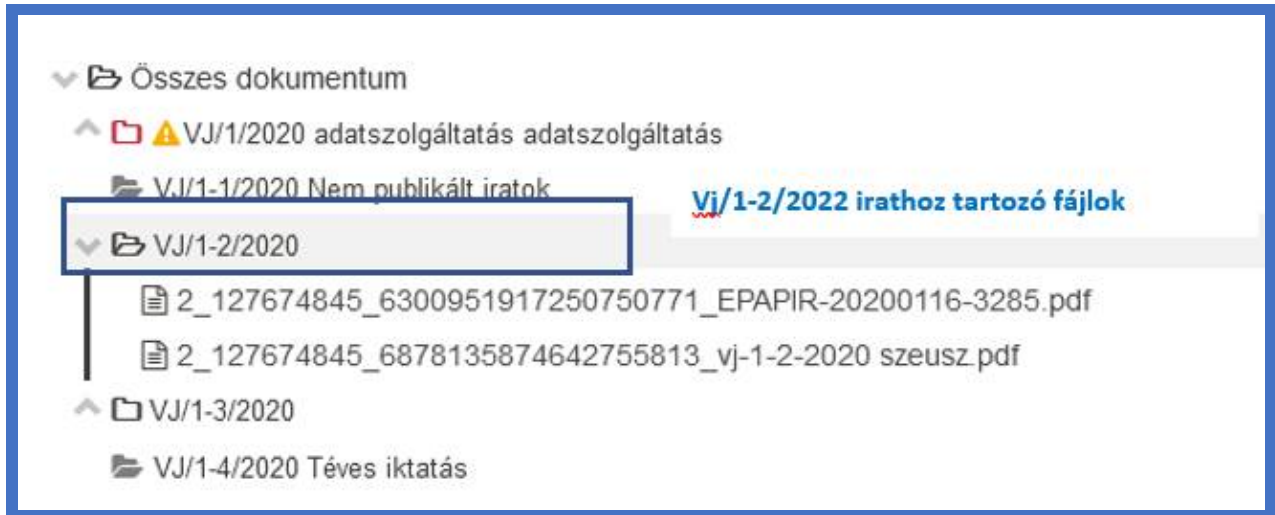 Összes dokumentum
VJ/1/2020 adatszolgáltatás adatszolgáltatás
VJ/1-1/2020 Nem publikált iratok
Vj/1-2/2022 irathoz tartozó fájlok
VJ/1-2/2020
2_127674845_6300951917250750771_EPAPIR-20200116-3285.pdf
2_127674845_6878135874642755813_vj-1-2-2020 szeusz.pdf
VJ/1-3/2020
VJ/1-4/2020 Téves iktatás